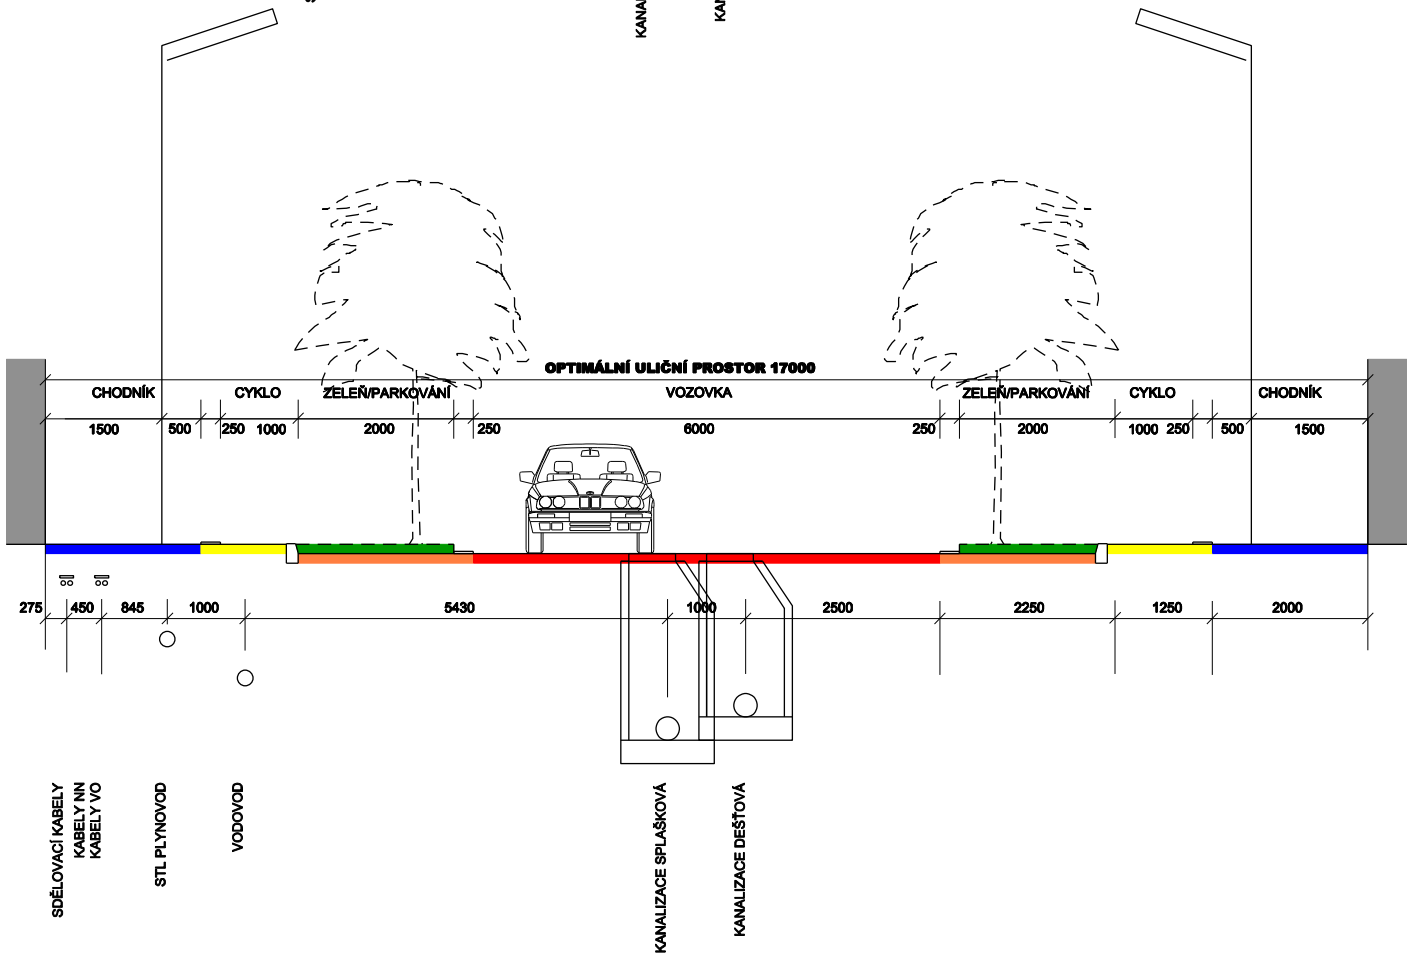 OPTIMÁLNÍ ULIČNÍ PROSTOR 17000
CHODNÍK CYKLO ZELEŇ/PARKOVÁNÍ VOZOVKA ZELEŇ/PARKOVÁNÍ CYKLO CHODNÍK
1500 500 250 1000 2000 250 6000 250 2000 1000 250 500 1500
275 450 845 1000 5430 1000 2500 2250 1250 2000
SDĚLOVACÍ KABELY
KABELY NN
KABELY VO
STL PLYNOVOD
VODOVOD
KANALIZACE SPLAŠKOVÁ
KANALIZACE DEŠŤOVÁ